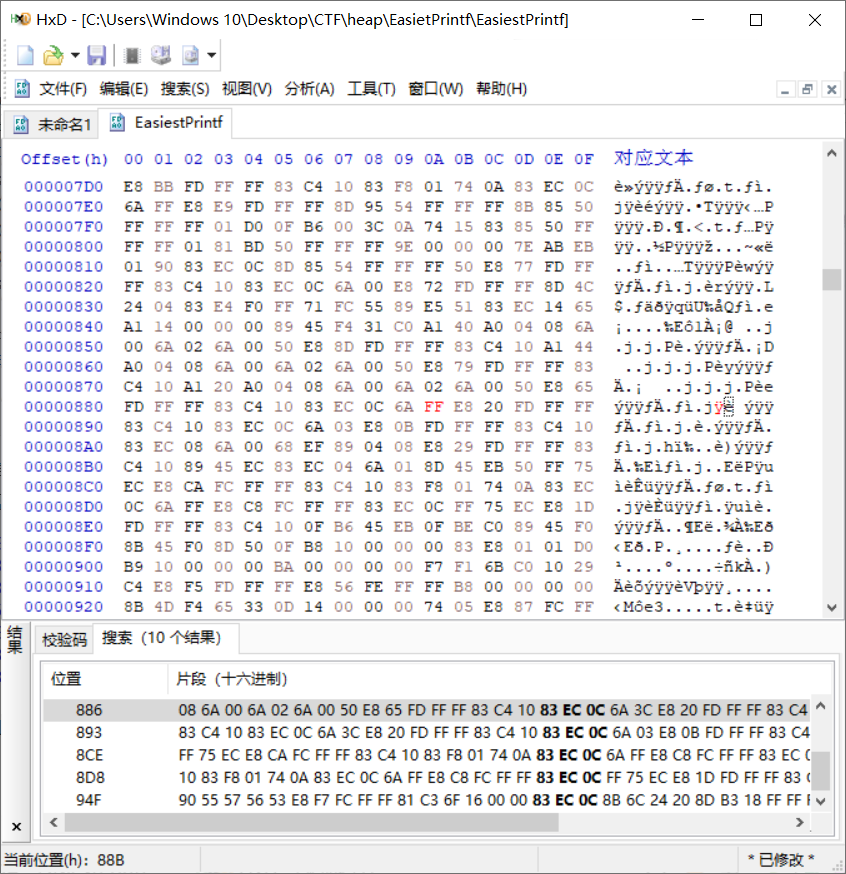 HxD - [C:\Users\Windows 10\Desktop\CTF\heap\EasietPrintf\EasiestPrintf]
文件(F) 编辑(E) 搜索(S) 视图(V) 分析(A) 工具(T) 窗口(W) 帮助(H)
未命名1 EasiestPrintf
Offset(h) 00 01 02 03 04 05 06 07 08 09 0A 0B 0C 0D 0E 0F 对应文本
000007D0 E8 BB FD FF FF 83 C4 10 83 F8 01 74 0A 83 EC 0C è»ýÿÿƒÄ.ƒø.t.ƒì.
000007E0 6A FF E8 E9 FD FF FF 8D 95 54 FF FF FF 8B 85 50 jÿèéýÿÿ.•Tÿÿÿ‹…P
000007F0 FF FF FF 01 D0 0F B6 00 3C 0A 74 15 83 85 50 FF ÿÿÿ.Ð.¶.<.t.ƒ…Pÿ
00000800 FF FF 01 81 BD 50 FF FF FF 9E 00 00 00 7E AB EB ÿÿ..½Pÿÿÿž...~«ë
00000810 01 90 83 EC 0C 8D 85 54 FF FF FF 50 E8 77 FD FF ..ƒì..…TÿÿÿPèwýÿ
00000820 FF 83 C4 10 83 EC 0C 6A 00 E8 72 FD FF FF 8D 4C ÿƒÄ.ƒì.j.èrýÿÿ.L
00000830 24 04 83 E4 F0 FF 71 FC 55 89 E5 51 83 EC 14 65 $.ƒäðÿqüU‰åQƒì.e
00000840 A1 14 00 00 00 89 45 F4 31 C0 A1 40 A0 04 08 6A ¡....‰Eô1À¡@ ..j
00000850 00 6A 02 6A 00 50 E8 8D FD FF FF 83 C4 10 A1 44 .j.j.Pè.ýÿÿƒÄ.¡D
00000860 A0 04 08 6A 00 6A 02 6A 00 50 E8 79 FD FF FF 83  ..j.j.j.Pèyýÿÿƒ
00000870 C4 10 A1 20 A0 04 08 6A 00 6A 02 6A 00 50 E8 65 Ä.¡  ..j.j.j.Pèe
00000880 FD FF FF 83 C4 10 83 EC 0C 6A FF E8 20 FD FF FF ýÿÿƒÄ.ƒì.jÿè ýÿÿ
00000890 83 C4 10 83 EC 0C 6A 03 E8 0B FD FF FF 83 C4 10 ƒÄ.ƒì.j.è.ýÿÿƒÄ.
000008A0 83 EC 08 6A 00 68 EF 89 04 08 E8 29 FD FF FF 83 ƒì.j.hï‰..è)ýÿÿƒ
000008B0 C4 10 89 45 EC 83 EC 04 6A 01 8D 45 EB 50 FF 75 Ä.‰Eìƒì.j..EëPÿu
000008C0 EC E8 CA FC FF FF 83 C4 10 83 F8 01 74 0A 83 EC ìèÊüÿÿƒÄ.ƒø.t.ƒì
000008D0 0C 6A FF E8 C8 FC FF FF 83 EC 0C FF 75 EC E8 1D .jÿèÈüÿÿƒì.ÿuìè.
000008E0 FD FF FF 83 C4 10 0F B6 45 EB 0F BE C0 89 45 F0 ýÿÿƒÄ..¶Eë.¾À‰Eð
000008F0 8B 45 F0 8D 50 0F B8 10 00 00 00 83 E8 01 01 D0 ‹Eð.P.¸....ƒè..Ð
00000900 B9 10 00 00 00 BA 00 00 00 00 F7 F1 6B C0 10 29 ¹....º....÷ñkÀ.)
00000910 C4 E8 F5 FD FF FF E8 56 FE FF FF B8 00 00 00 00 Äèõýÿÿè​Vþÿÿ¸....
00000920 8B 4D F4 65 33 0D 14 00 00 00 74 05 E8 87 FC FF ‹Môe3.....t.è‡üÿ
结果
校验码 搜索（10 个结果）
位置 片段（十六进制）
886 08 6A 00 6A 02 6A 00 50 E8 65 FD FF FF 83 C4 10 83 EC 0C 6A 3C E8 20 FD FF FF 83 C4
893 83 C4 10 83 EC 0C 6A 3C E8 20 FD FF FF 83 C4 10 83 EC 0C 6A 03 E8 0B FD FF FF 83 C4
8CE FF 75 EC E8 CA FC FF FF 83 C4 10 83 F8 01 74 0A 83 EC 0C 6A FF E8 C8 FC FF FF 83 EC
8D8 10 83 F8 01 74 0A 83 EC 0C 6A FF E8 C8 FC FF FF 83 EC 0C FF 75 EC E8 1D FD FF FF 83
94F 90 55 57 56 53 E8 F7 FC FF FF 81 C3 6F 16 00 00 83 EC 0C 8B 6C 24 20 8D B3 18 FF FF
当前位置(h): 88B * 已修改 *